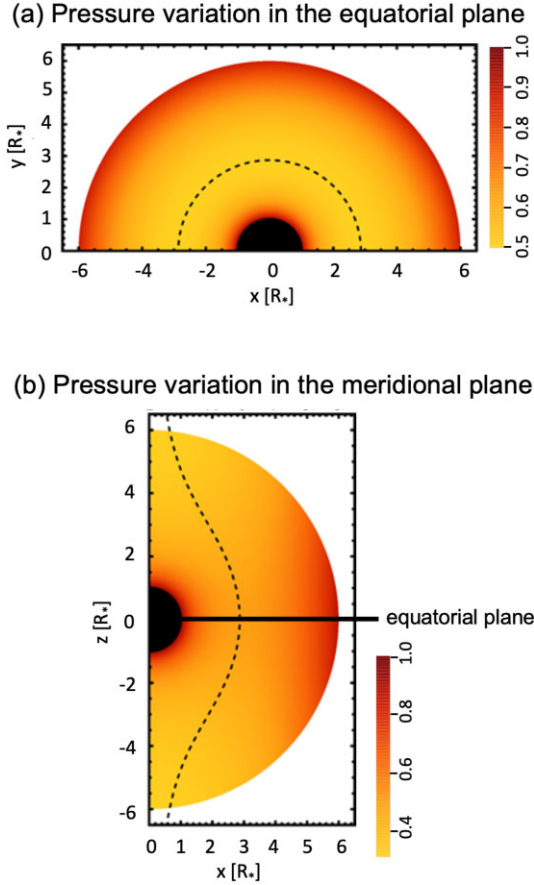 (a) Pressure variation in the equatorial plane
6
5
4
3
2
1
0
y [R*]
-6 -4 -2 0 2 4 6
x [R*]
1.0
0.9
0.8
0.7
0.6
0.5
(b) Pressure variation in the meridional plane
6
4
2
0
-2
-4
-6
z [R*]
equatorial plane
0 1 2 3 4 5 6
x [R*]
1.0
0.8
0.6
0.4